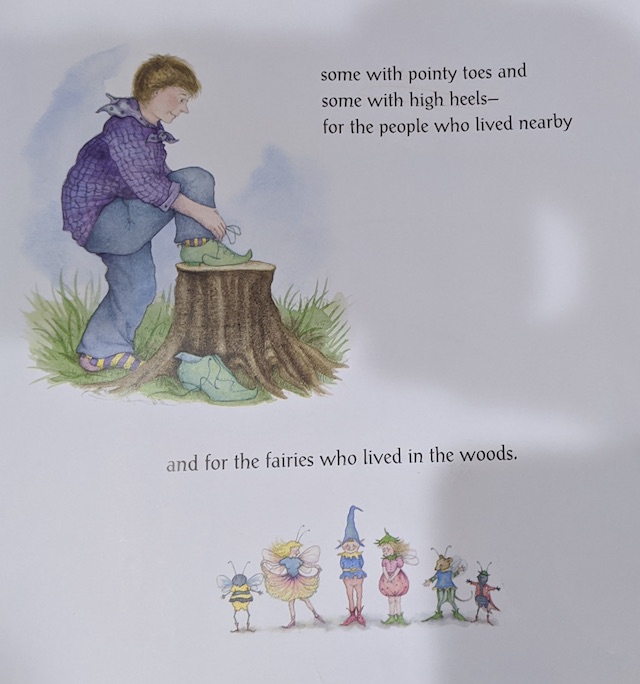 some with pointy toes and
some with high heels—
for the people who lived nearby
and for the fairies who lived in the woods.